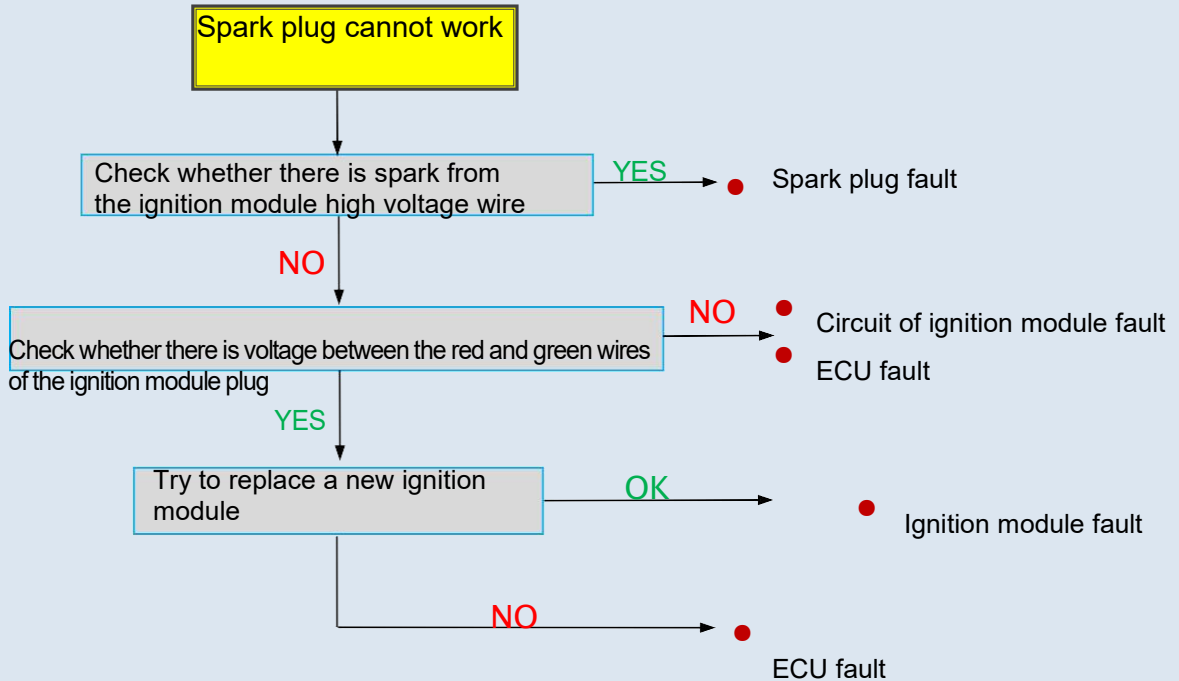 Spark plug cannot work
Check whether there is spark from
the ignition module high voltage wire
YES
Spark plug fault
NO
Check whether there is voltage between the red and green wires
of the ignition module plug
NO
Circuit of ignition module fault
ECU fault
YES
Try to replace a new ignition
module
OK
Ignition module fault
NO
ECU fault